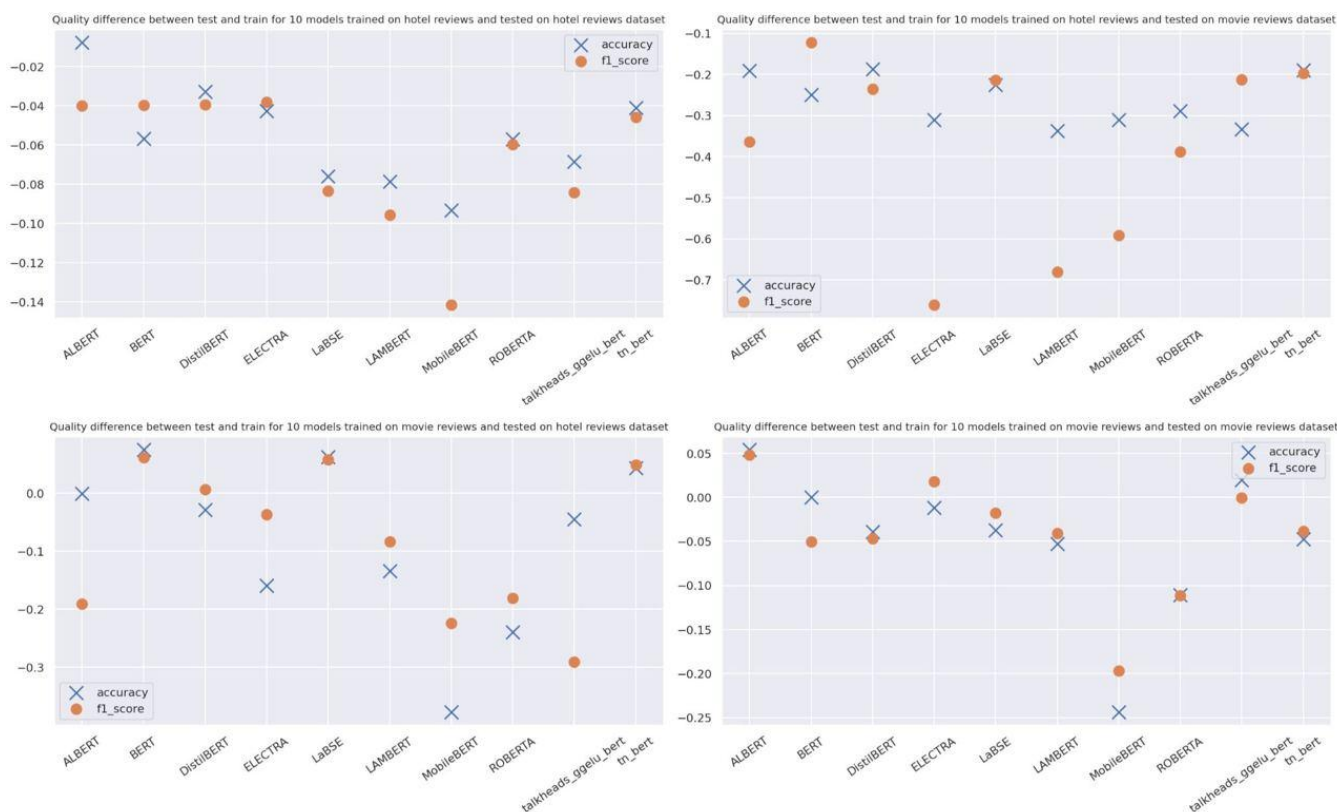 Quality difference between test and train for 10 models trained on hotel reviews and tested on hotel reviews dataset
accuracy
f1_score
−0.02
−0.04
−0.06
−0.08
−0.10
−0.12
−0.14
ALBERT
BERT
DistilBERT
ELECTRA
LaBSE
LAMBERT
MobileBERT
ROBERTA
talkheads_ggelu_bert
tn_bert
Quality difference between test and train for 10 models trained on hotel reviews and tested on movie reviews dataset
−0.1
−0.2
−0.3
−0.4
−0.5
−0.6
−0.7
accuracy
f1_score
ALBERT
BERT
DistilBERT
ELECTRA
LaBSE
LAMBERT
MobileBERT
ROBERTA
talkheads_ggelu_bert
tn_bert
Quality difference between test and train for 10 models trained on movie reviews and tested on hotel reviews dataset
0.0
−0.1
−0.2
−0.3
accuracy
f1_score
ALBERT
BERT
DistilBERT
ELECTRA
LaBSE
LAMBERT
MobileBERT
ROBERTA
talkheads_ggelu_bert
tn_bert
Quality difference between test and train for 10 models trained on movie reviews and tested on movie reviews dataset
accuracy
f1_score
0.05
0.00
−0.05
−0.10
−0.15
−0.20
−0.25
ALBERT
BERT
DistilBERT
ELECTRA
LaBSE
LAMBERT
MobileBERT
ROBERTA
talkheads_ggelu_bert
tn_bert